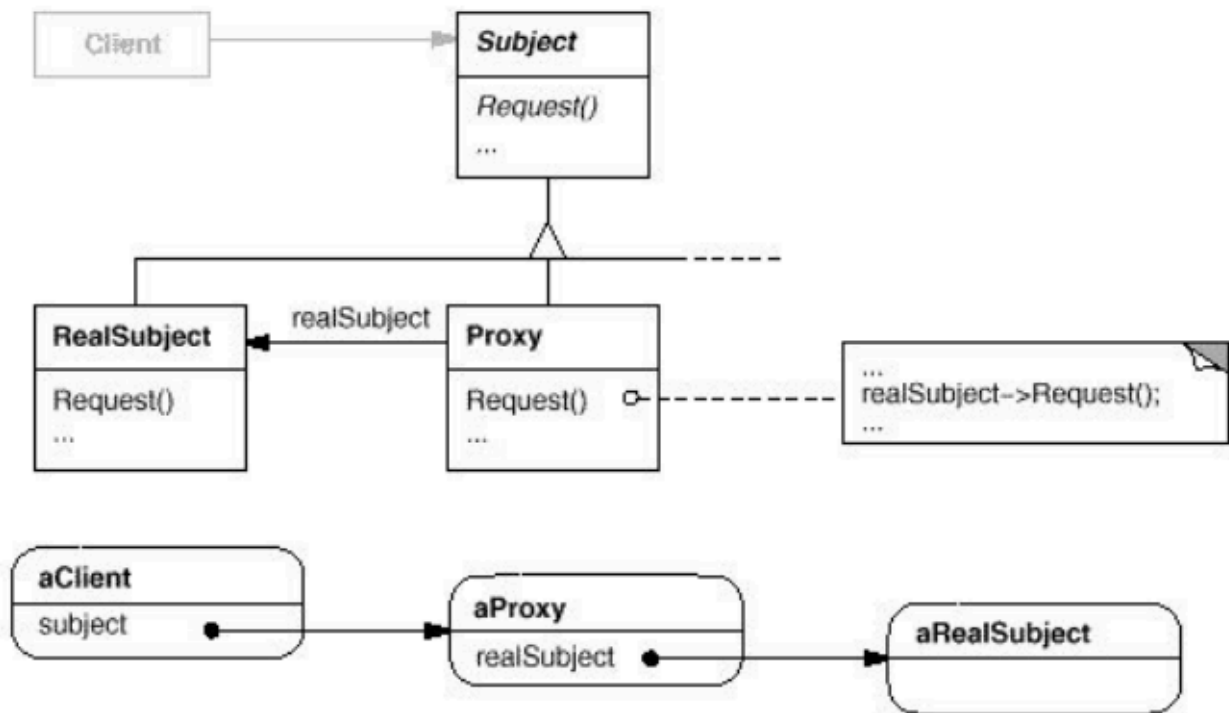 Client
Subject
Request()
...
RealSubject
Request()
...
realSubject
Proxy
Request()
...
...
realSubject->Request();
...
aClient
subject
aProxy
realSubject
aRealSubject